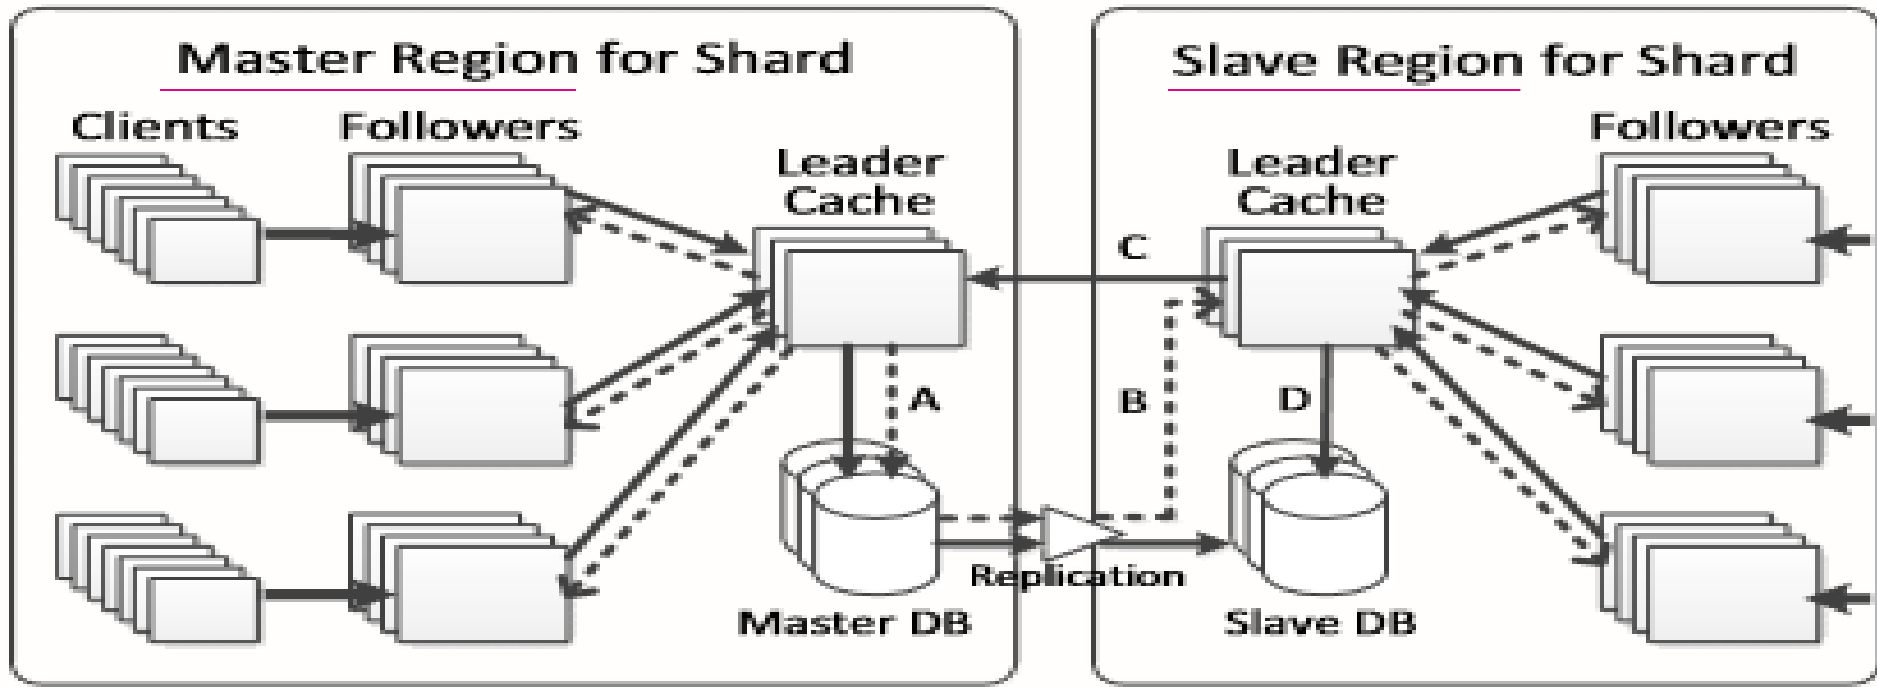 Master Region for Shard
Clients
Followers
Leader
Cache
A
Master DB
Replication
Slave Region for Shard
Followers
Leader
Cache
C
B
D
Slave DB